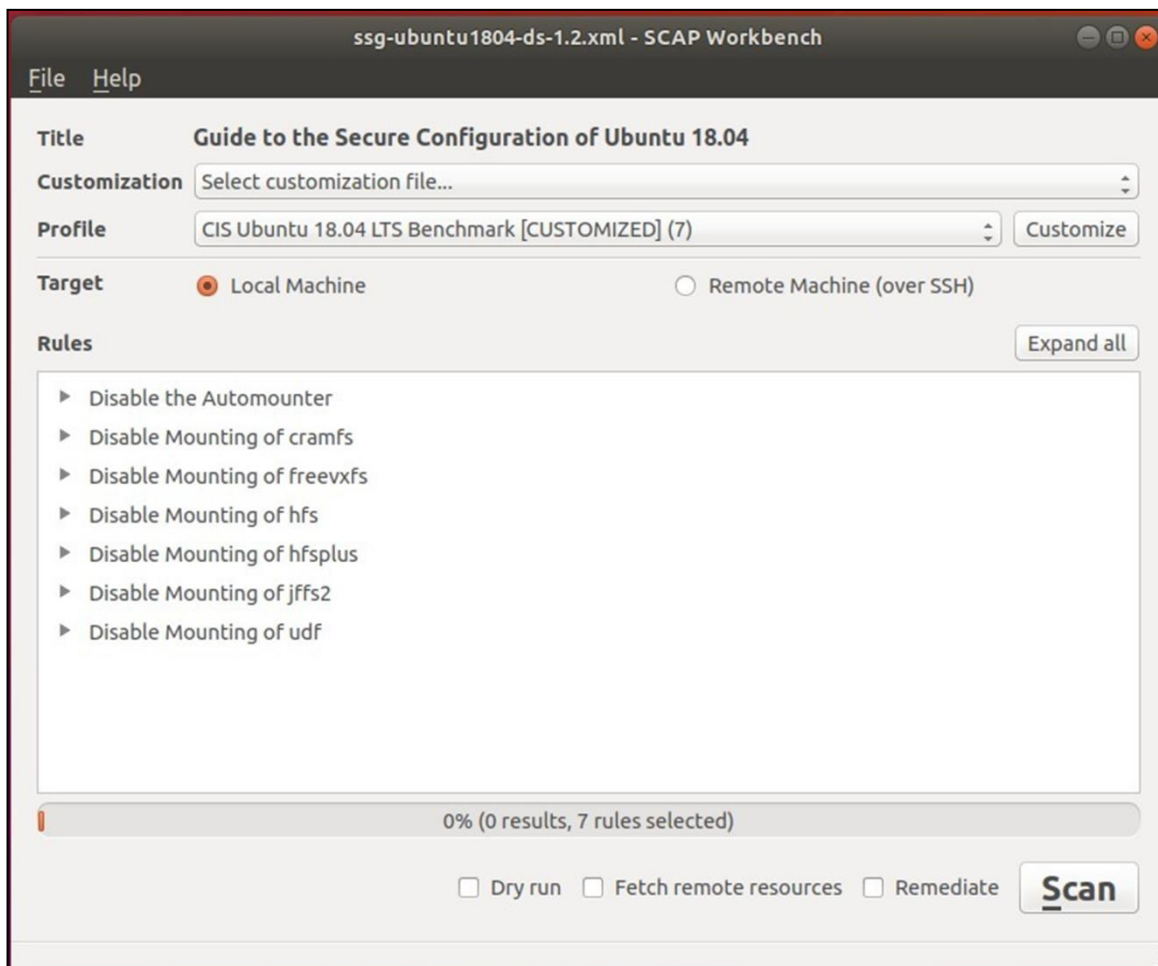 ssg-ubuntu1804-ds-1.2.xml - SCAP Workbench
File Help
Title Guide to the Secure Configuration of Ubuntu 18.04
Customization Select customization file...
Profile CIS Ubuntu 18.04 LTS Benchmark [CUSTOMIZED] (7) Customize
Target Local Machine Remote Machine (over SSH)
Rules Expand all
Disable the Automounter
Disable Mounting of cramfs
Disable Mounting of freevxfs
Disable Mounting of hfs
Disable Mounting of hfsplus
Disable Mounting of jffs2
Disable Mounting of udf
0% (0 results, 7 rules selected)
Dry run Fetch remote resources Remediate Scan